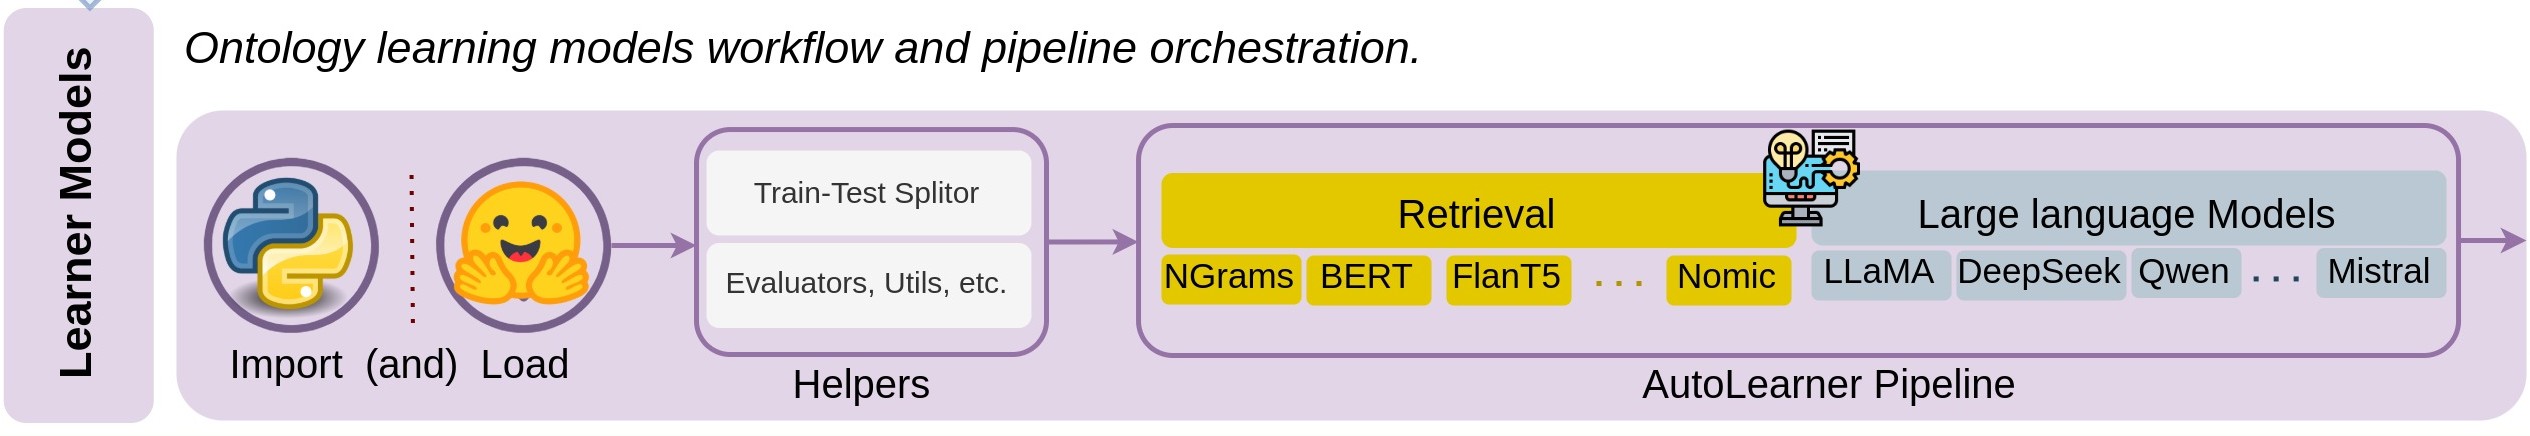 Learner Models
Ontology learning models workflow and pipeline orchestration.
Import (and) Load
Train-Test Splitor
Evaluators, Utils, etc.
Helpers
Retrieval
NGrams BERT FlanT5 . . . Nomic
Large language Models
LLaMA DeepSeek Qwen . . . Mistral
AutoLearner Pipeline